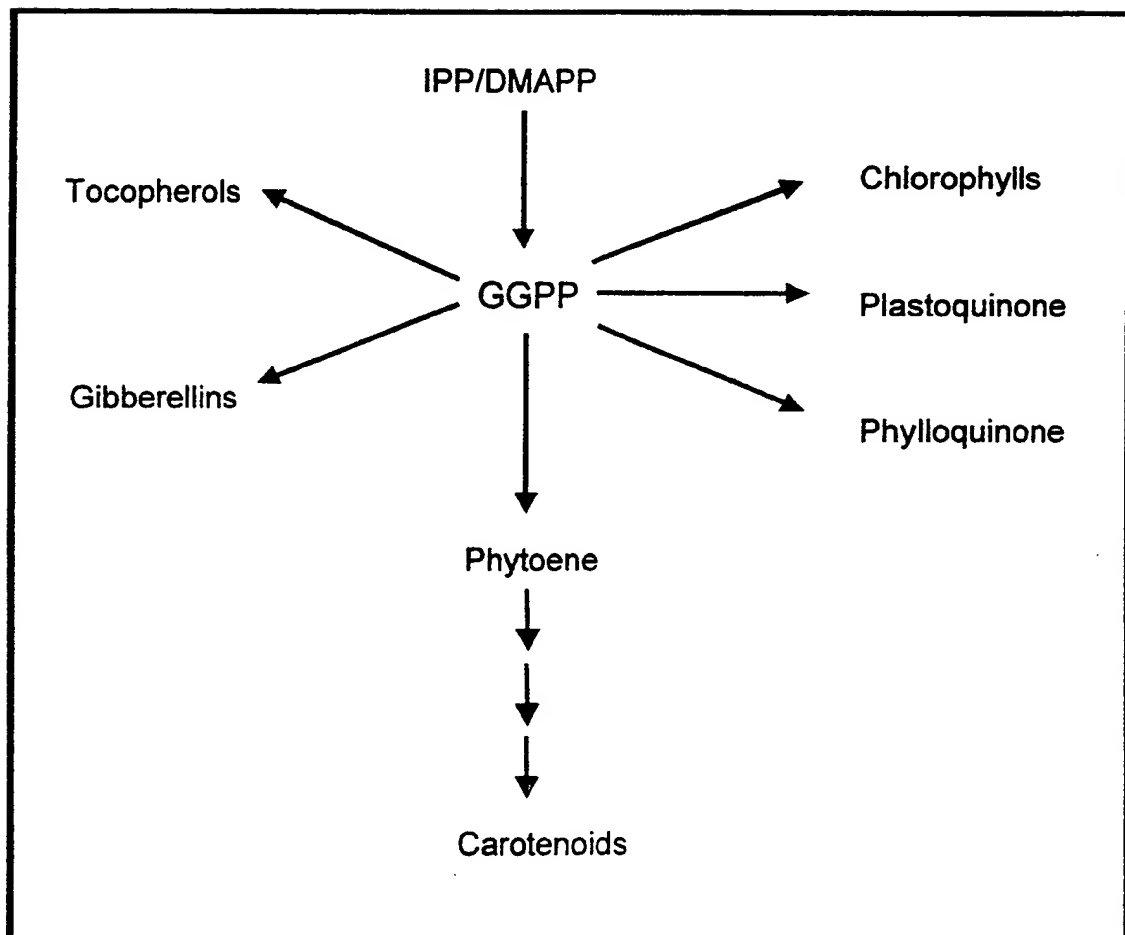 IPP/DMAPP
Tocopherols
Chlorophylls
GGPP
Plastoquinone
Gibberellins
Phylloquinone
Phytoene
Carotenoids